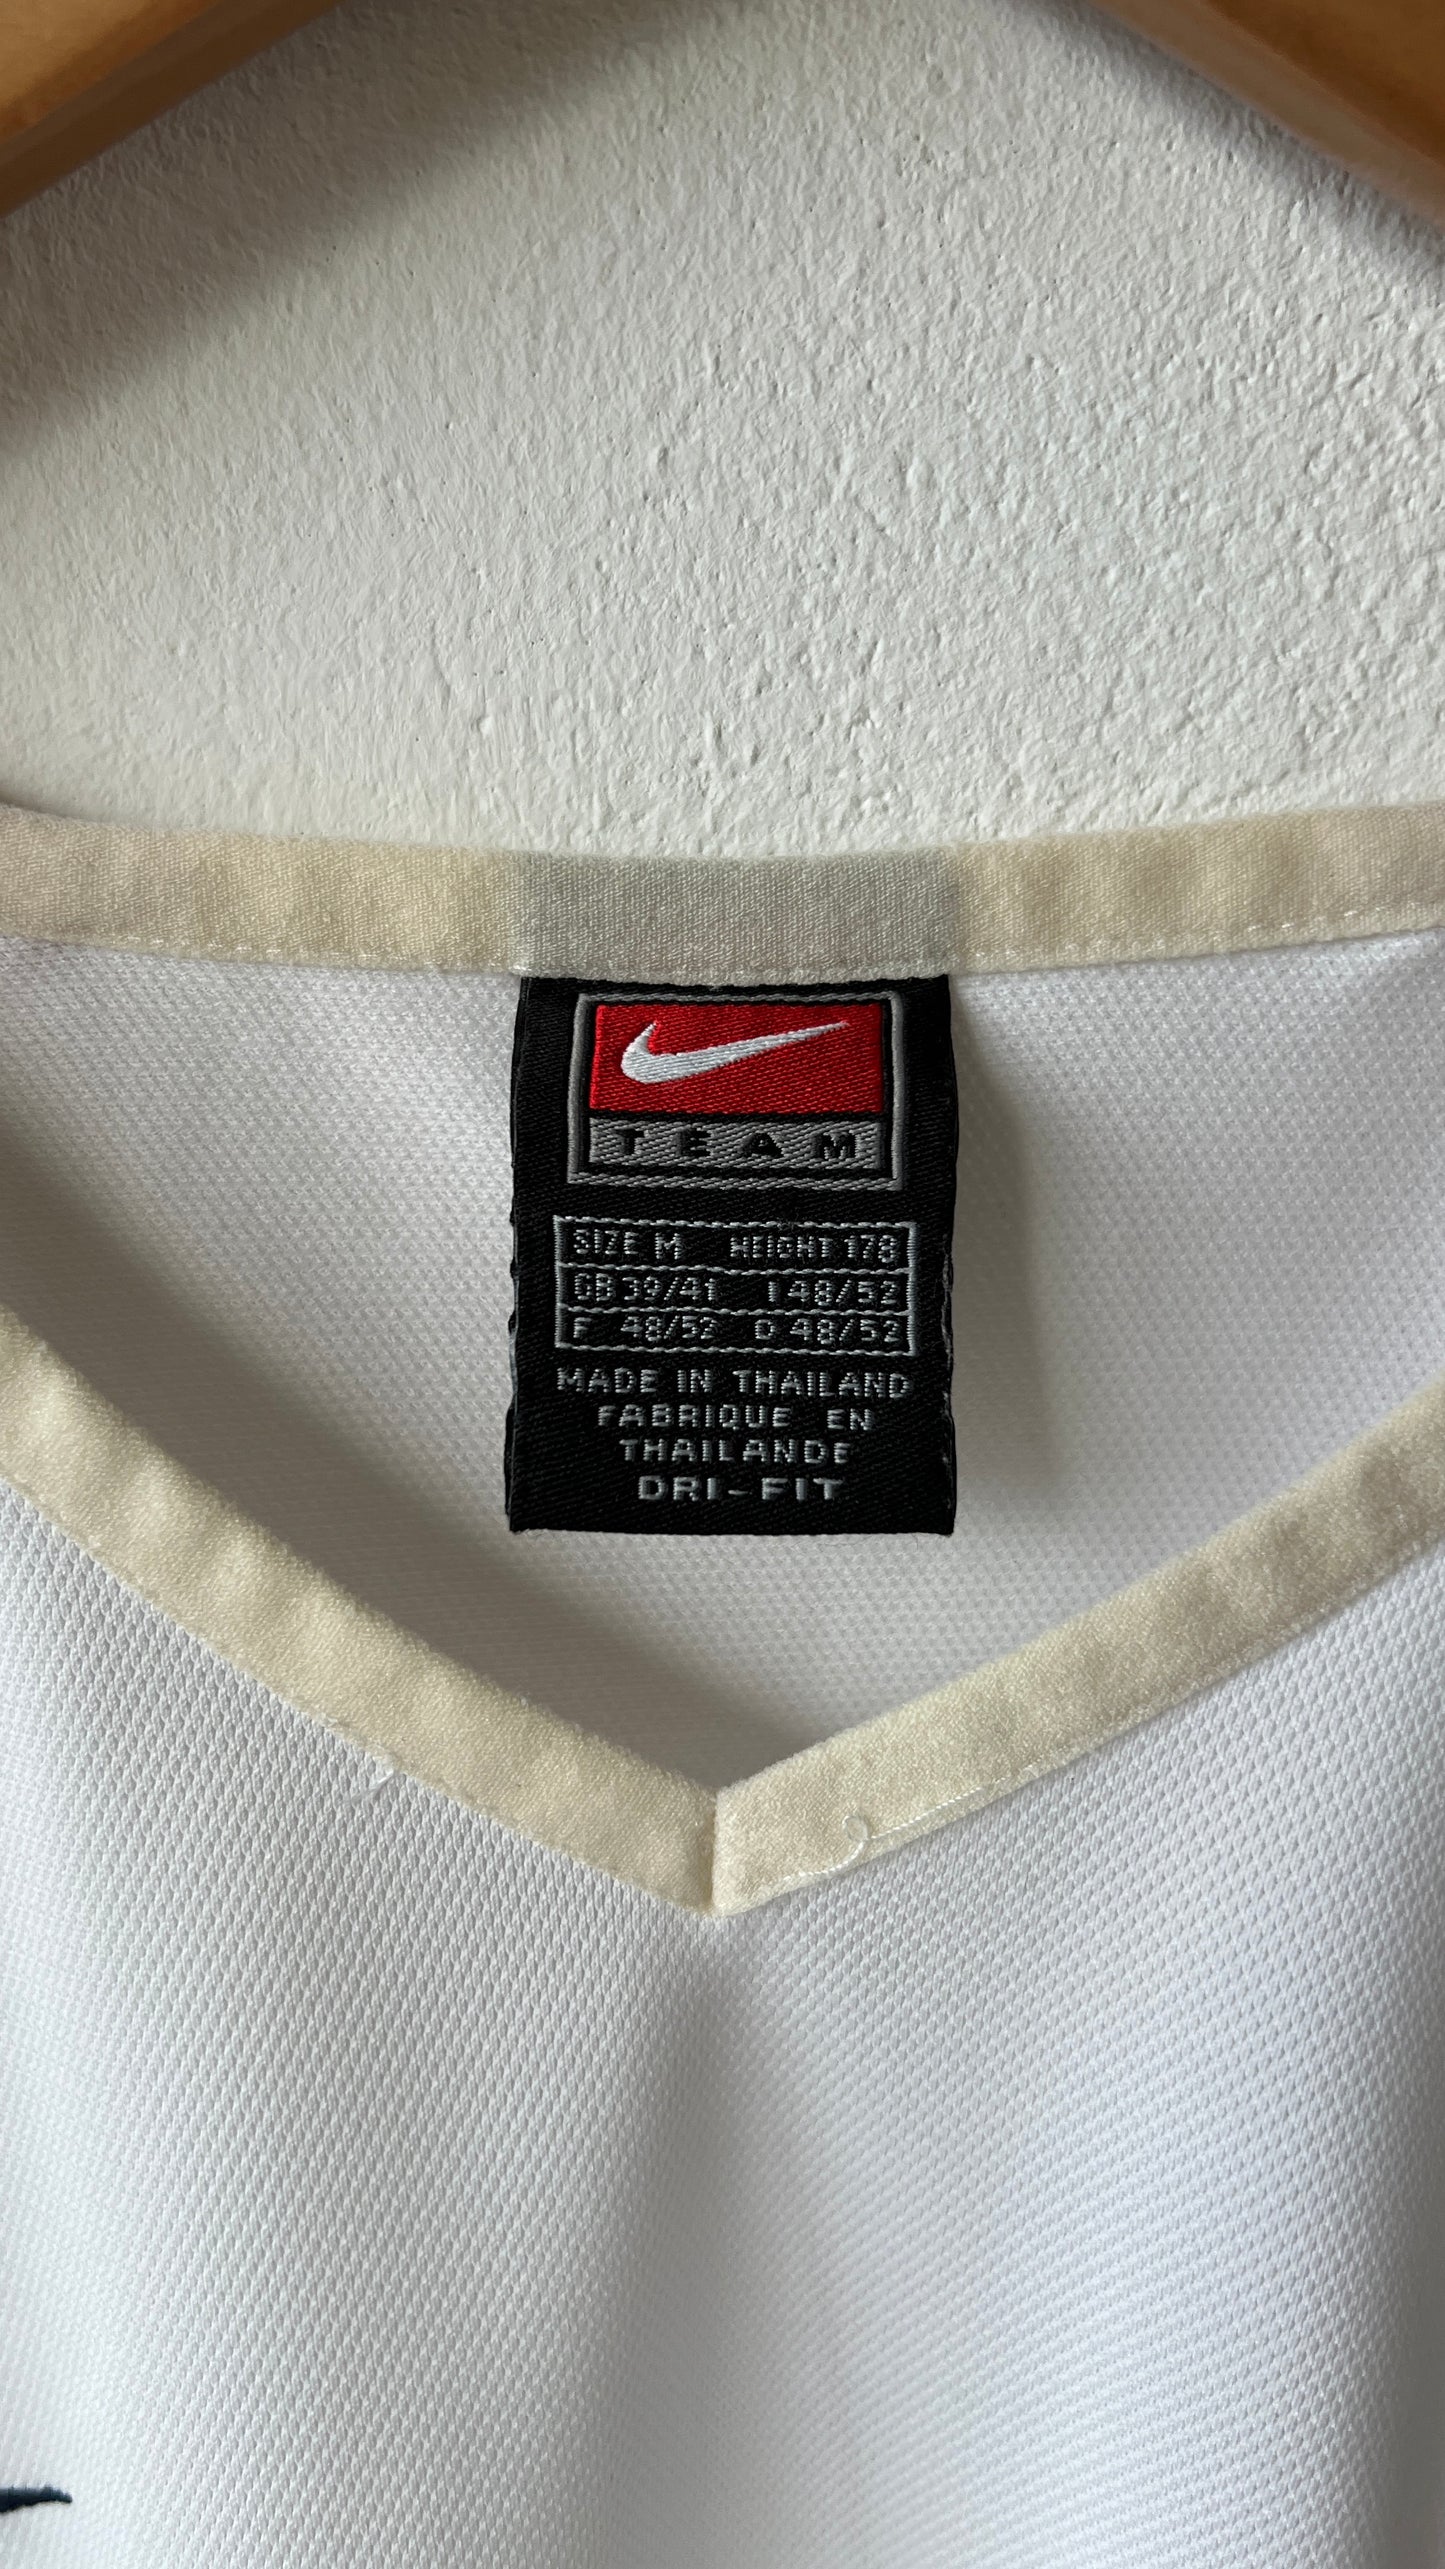 TEAM
SIZE M HEIGHT 178
GB 39/41 I 48/52
F 48/52 D 48/52
MADE IN THAILAND
FABRIQUE EN
THAILANDE
DRI-FIT